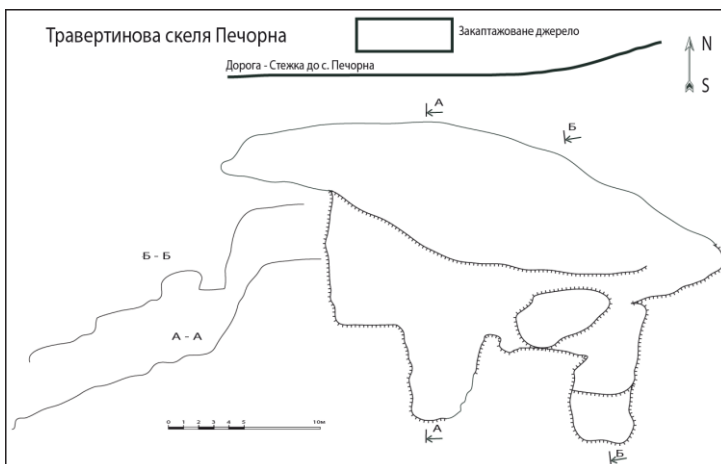 Травертинова скеля Печорна
Закаптажоване джерело
N
Дорога - Стежка до с. Печорна
S
А
Б
Б - Б
А - А
0 1 2 3 4 5 10м
А
Б